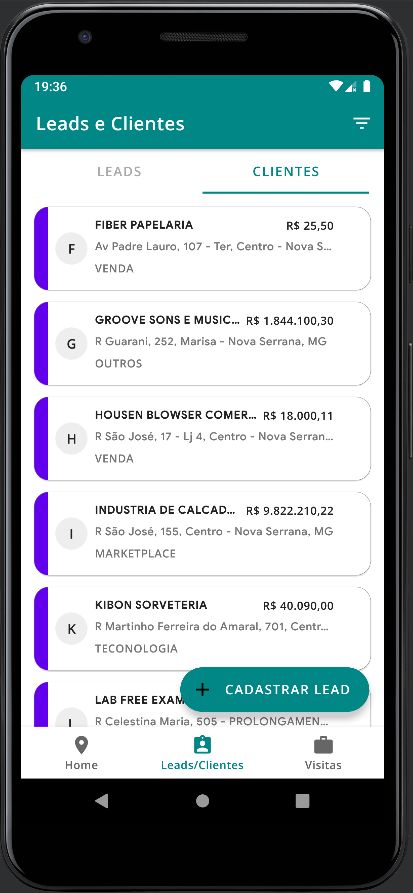 19:36
Leads e Clientes
LEADS CLIENTES
FIBER PAPELARIA R$ 25,50
F
Av Padre Lauro, 107 - Ter, Centro - Nova S...
VENDA
GROOVE SONS E MUSIC... R$ 1.844.100,30
G
R Guarani, 252, Marisa - Nova Serrana, MG
OUTROS
HOUSEN BLOWSER COMER... R$ 18.000,11
H
R São José, 17 - Lj 4, Centro - Nova Serran...
VENDA
INDUSTRIA DE CALCAD... R$ 9.822.210,22
I
R São José, 155, Centro - Nova Serrana, MG
MARKETPLACE
KIBON SORVETERIA R$ 40.090,00
K
R Martinho Ferreira do Amaral, 701, Centr...
TECONOLOGIA
LAB FREE EXAM
L
R Celestina Maria, 505 - PROLONGAMEN...
+ CADASTRAR LEAD
Home Leads/Clientes Visitas